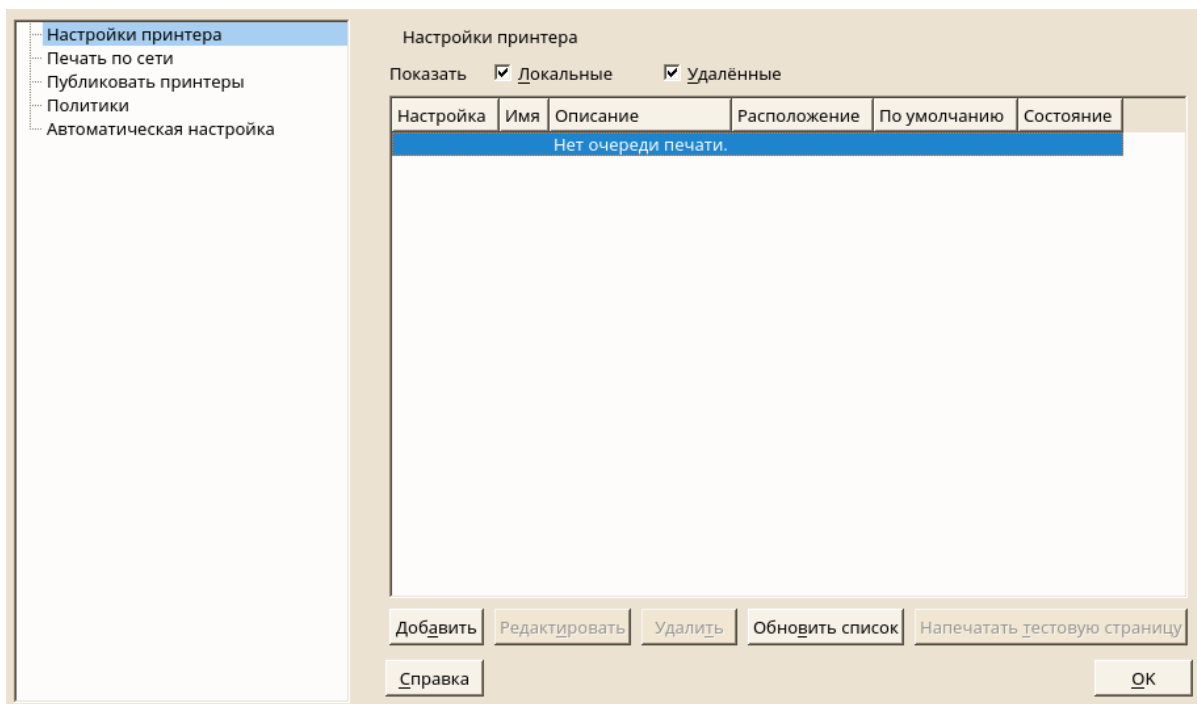 Настройки принтера
Печать по сети
Публиковать принтеры
Политики
Автоматическая настройка
Настройки принтера
Показать Локальные Удалённые
Настройка Имя Описание Расположение По умолчанию Состояние
Нет очереди печати.
Добавить Редактировать Удалить Обновить список Напечатать тестовую страницу
Справка OK